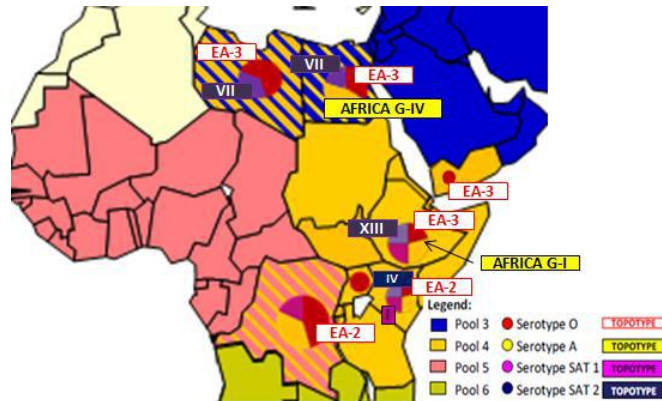 EA-3
VII
EA-3
VII
AFRICA G-IV
EA-3
EA-3
XIII
AFRICA G-I
IV
EA-2
I
EA-2
Legend:
Pool 3 Serotype O TOPOTYPE
Pool 4 Serotype A TOPOTYPE
Pool 5 Serotype SAT 1 TOPOTYPE
Pool 6 Serotype SAT 2 TOPOTYPE